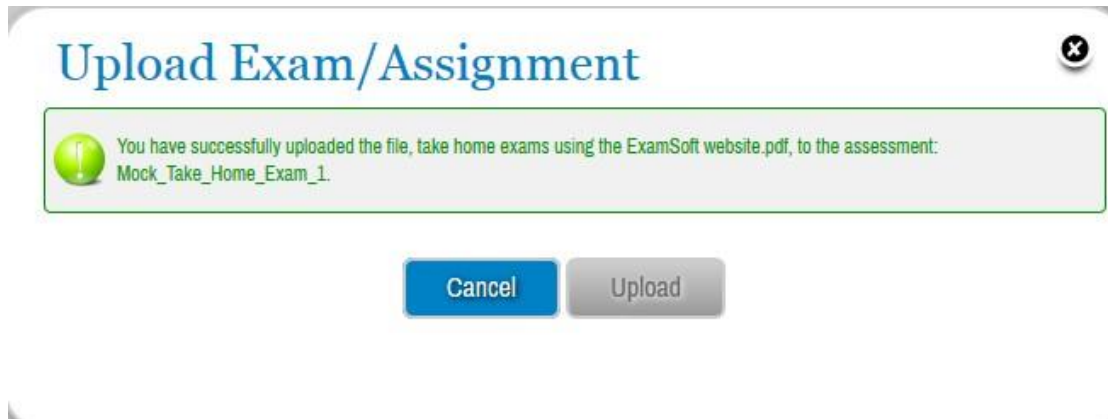 Upload Exam/Assignment
You have successfully uploaded the file, take home exams using the ExamSoft website.pdf, to the assessment:
Mock_Take_Home_Exam_1.
Cancel
Upload